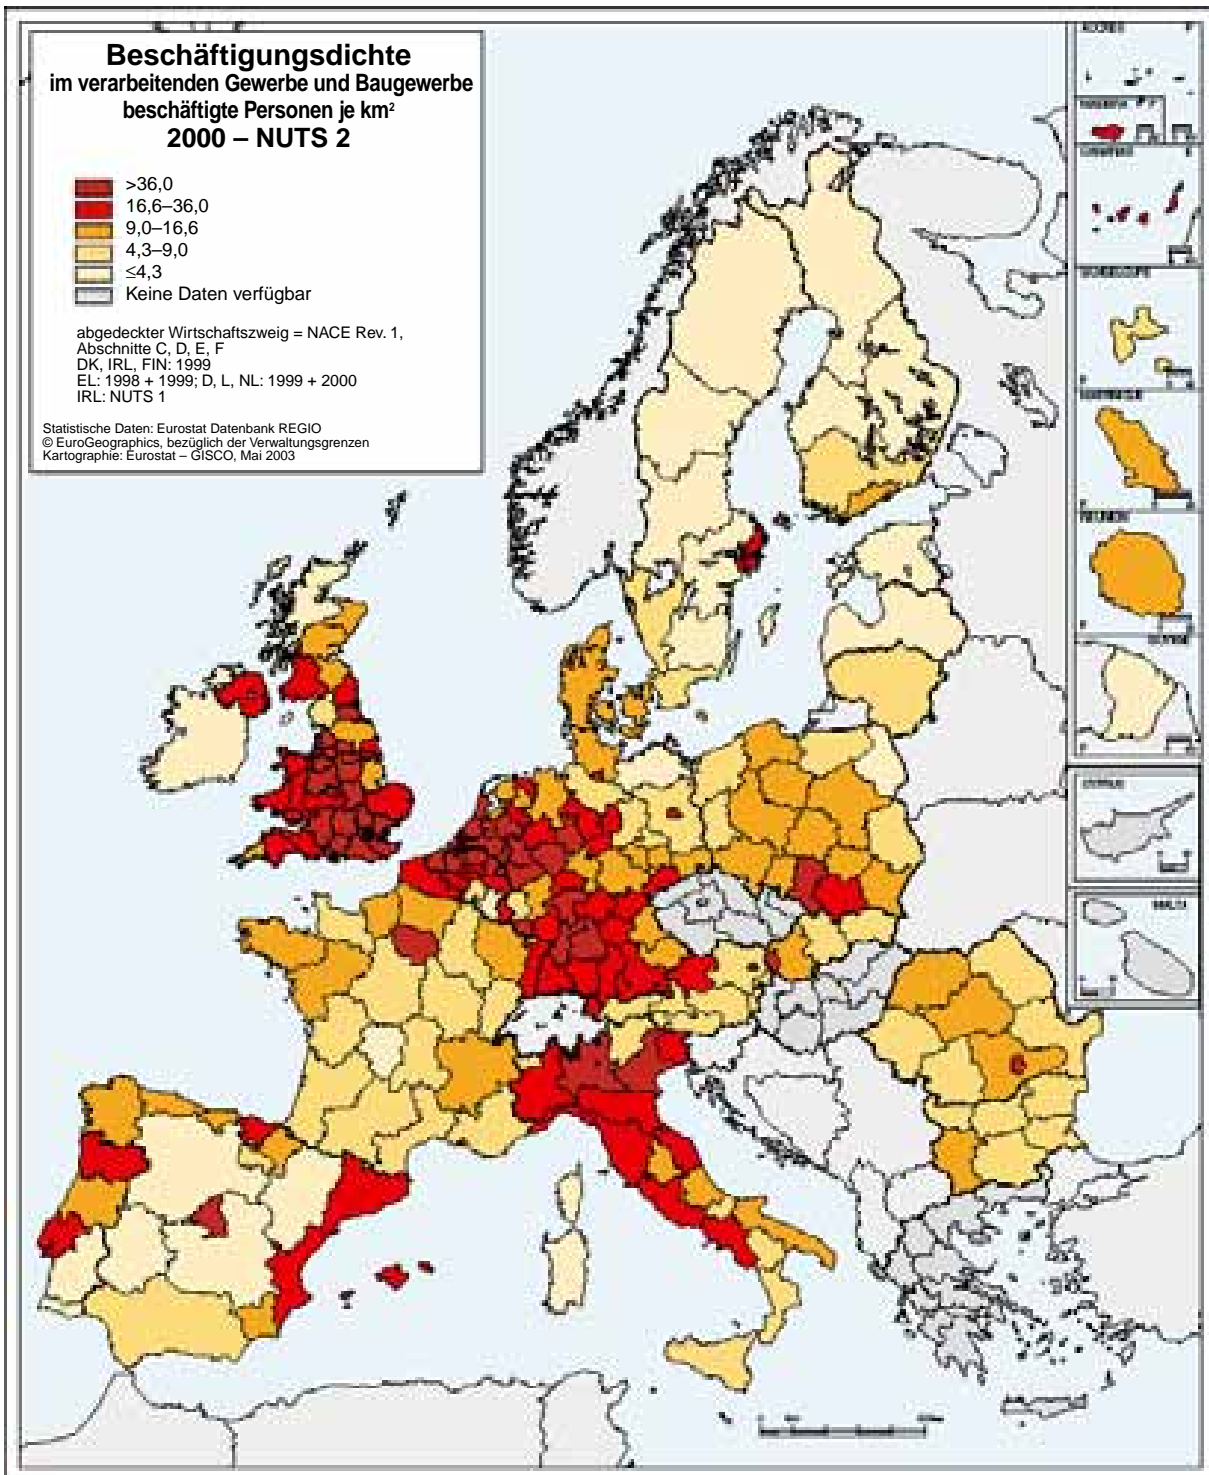 Beschäftigungsdichte
im verarbeitenden Gewerbe und Baugewerbe
beschäftigte Personen je km²
2000 – NUTS 2
>36,0
16,6–36,0
9,0–16,6
4,3–9,0
≤4,3
Keine Daten verfügbar
abgedeckter Wirtschaftszweig = NACE Rev. 1,
Abschnitte C, D, E, F
DK, IRL, FIN: 1999
EL: 1998 + 1999; D, L, NL: 1999 + 2000
IRL: NUTS 1
Statistische Daten: Eurostat Datenbank REGIO
© EuroGeographics, bezüglich der Verwaltungsgrenzen
Kartographie: Eurostat – GISCO, Mai 2003